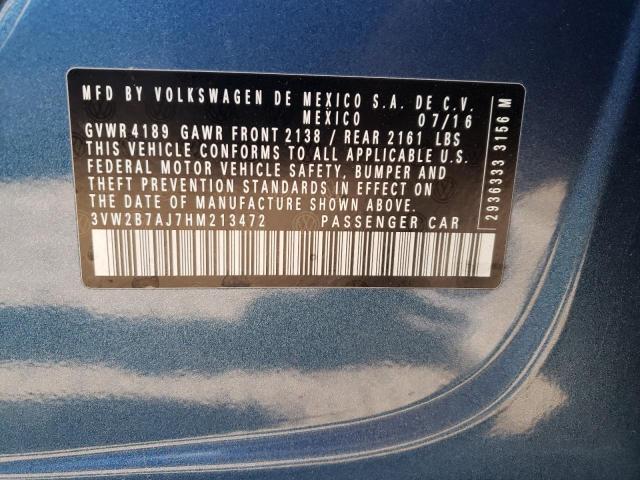 MFD BY VOLKSWAGEN DE MEXICO S.A. DE C.V.
MEXICO 07/16
GVWR 4189 GAWR FRONT 2138 / REAR 2161 LBS
THIS VEHICLE CONFORMS TO ALL APPLICABLE U.S.
FEDERAL MOTOR VEHICLE SAFETY, BUMPER AND
THEFT PREVENTION STANDARDS IN EFFECT ON
THE DATE OF MANUFACTURE SHOWN ABOVE.
3VW2B7AJ7HM213472 PASSENGER CAR
2936333 3156 M